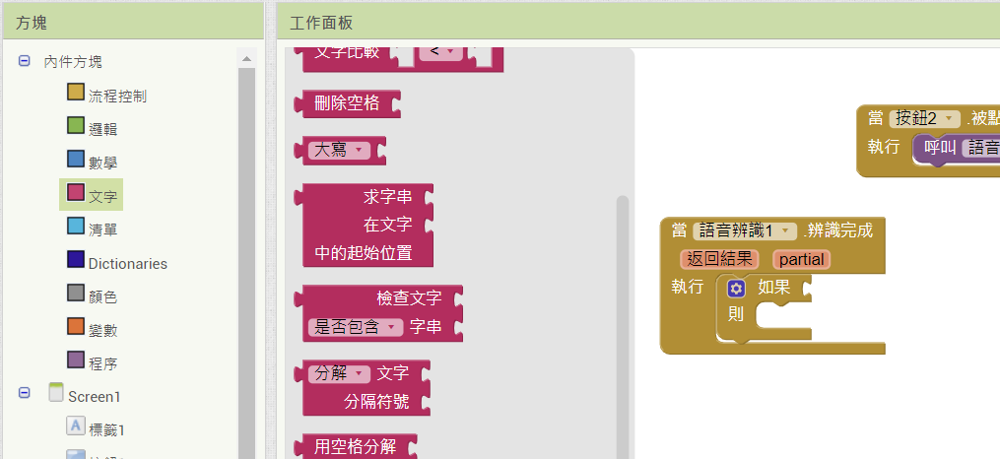 方塊
內件方塊
流程控制
邏輯
數學
文字
清單
Dictionaries
顏色
變數
程序
Screen1
標籤1
工作面板
文字比較 <
刪除空格
大寫
求字串
在文字
中的起始位置
檢查文字
是否包含 字串
分解 文字
分隔符號
用空格分解
當 按鈕2 .被點
執行 呼叫 語音
當 語音辨識1 .辨識完成
返回結果 partial
執行 如果
則